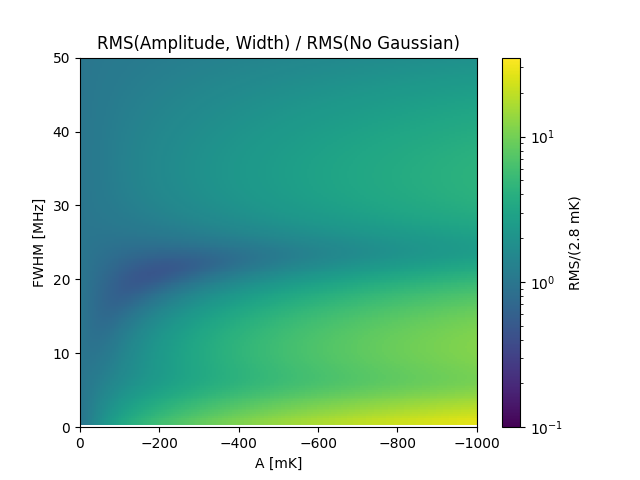 RMS(Amplitude, Width) / RMS(No Gaussian)
50
40
30
20
10
0
FWHM [MHz]
0 −200 −400 −600 −800 −1000
A [mK]
10¹
10⁰
10⁻¹
RMS/(2.8 mK)